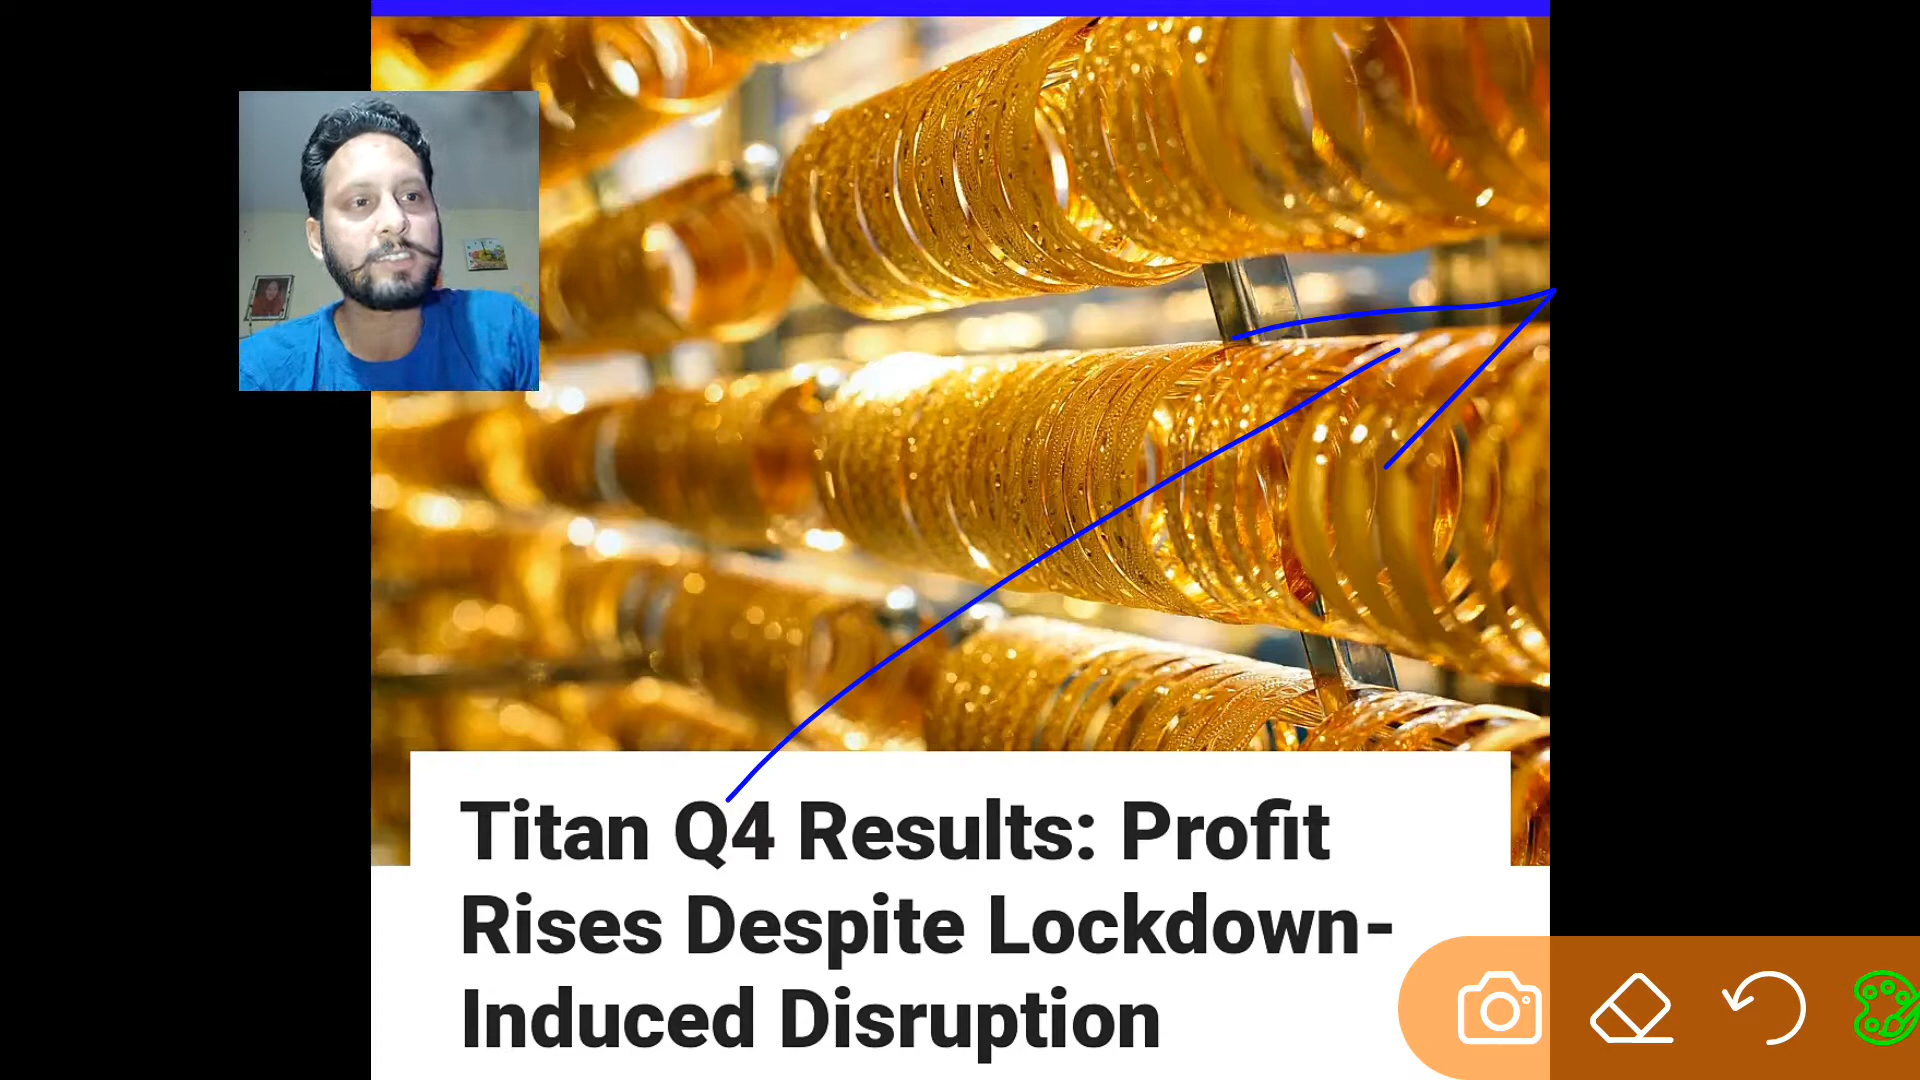 Titan Q4 Results: Profit
Rises Despite Lockdown-
Induced Disruption